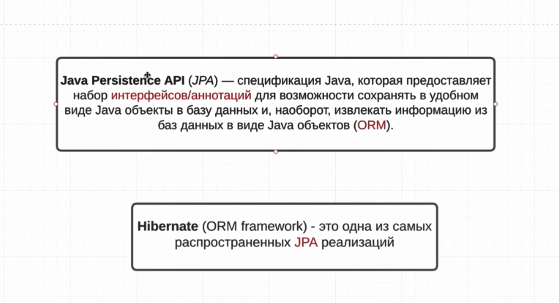 Java Persistence API (JPA) — спецификация Java, которая предоставляет
набор интерфейсов/аннотаций для возможности сохранять в удобном
виде Java объекты в базу данных и, наоборот, извлекать информацию из
баз данных в виде Java объектов (ORM).
Hibernate (ORM framework) - это одна из самых
распространенных JPA реализаций